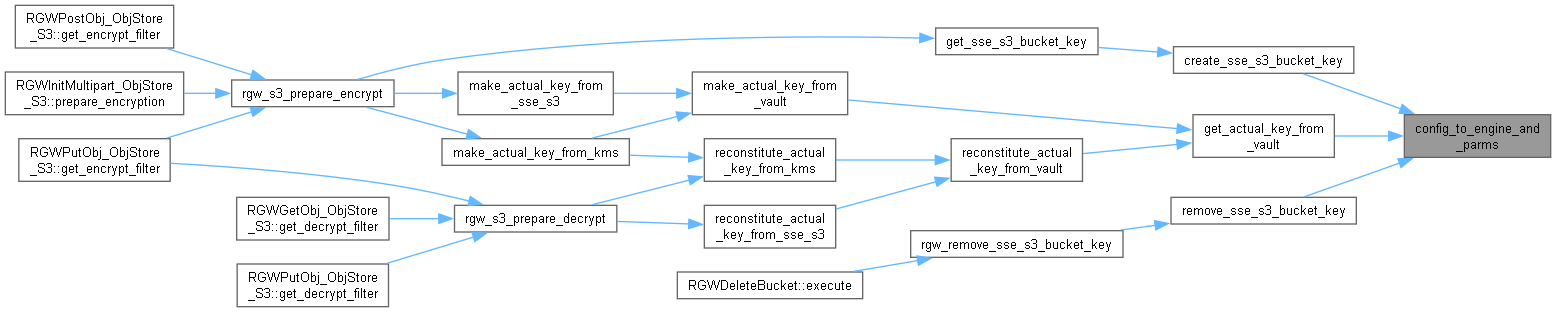 RGWPostObj_ObjStore
_S3::get_encrypt_filter
RGWInitMultipart_ObjStore
_S3::prepare_encryption
RGWPutObj_ObjStore
_S3::get_encrypt_filter
RGWGetObj_ObjStore
_S3::get_decrypt_filter
RGWPutObj_ObjStore
_S3::get_decrypt_filter
rgw_s3_prepare_encrypt
rgw_s3_prepare_decrypt
make_actual_key_from
_sse_s3
make_actual_key_from_kms
make_actual_key_from
_vault
reconstitute_actual
_key_from_kms
reconstitute_actual
_key_from_sse_s3
RGWDeleteBucket::execute
get_sse_s3_bucket_key
reconstitute_actual
_key_from_vault
rgw_remove_sse_s3_bucket_key
create_sse_s3_bucket_key
get_actual_key_from
_vault
remove_sse_s3_bucket_key
config_to_engine_and
_parms